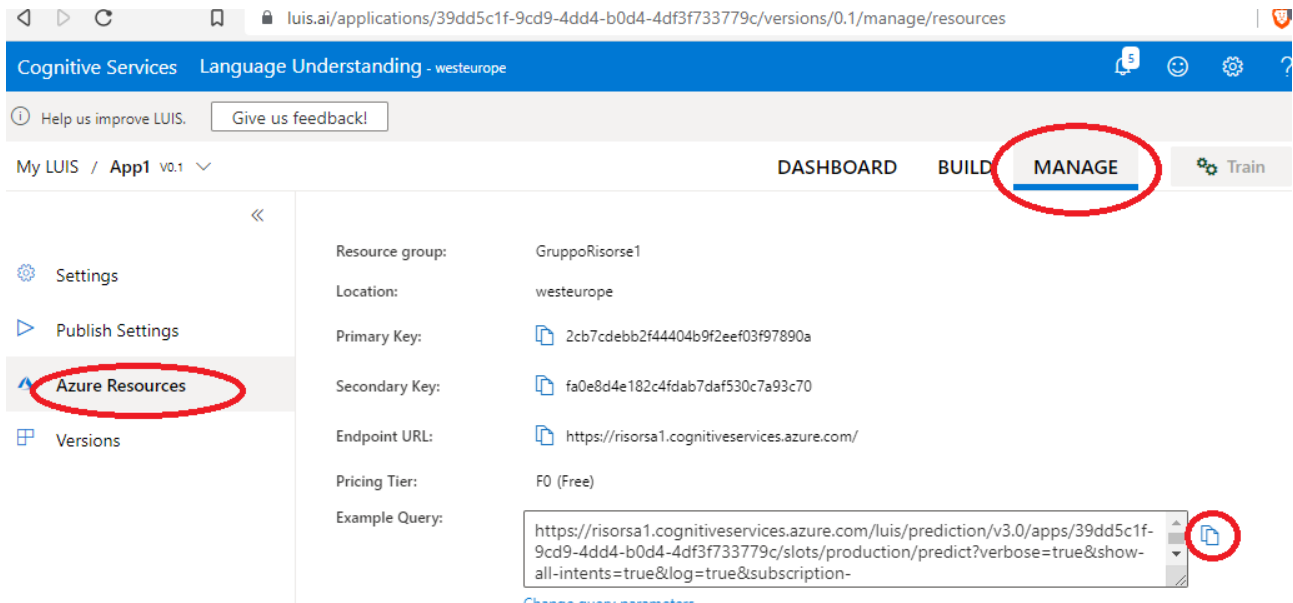 luis.ai/applications/39dd5c1f-9cd9-4dd4-b0d4-4df3f733779c/versions/0.1/manage/resources
Cognitive Services Language Understanding - westeurope 5 ?
Help us improve LUIS. Give us feedback!
My LUIS / App1 V0.1 DASHBOARD BUILD MANAGE Train
Resource group: GruppoRisorse1
Settings
Location: westeurope
Publish Settings
Primary Key: 2cb7cdebb2f44404b9f2eef03f97890a
Azure Resources
Secondary Key: fa0e8d4e182c4fdab7daf530c7a93c70
Versions
Endpoint URL: https://risorsa1.cognitiveservices.azure.com/
Pricing Tier: F0 (Free)
Example Query:
https://risorsa1.cognitiveservices.azure.com/luis/prediction/v3.0/apps/39dd5c1f-
9cd9-4dd4-b0d4-4df3f733779c/slots/production/predict?verbose=true&show-
all-intents=true&log=true&subscription-
Change query parameters